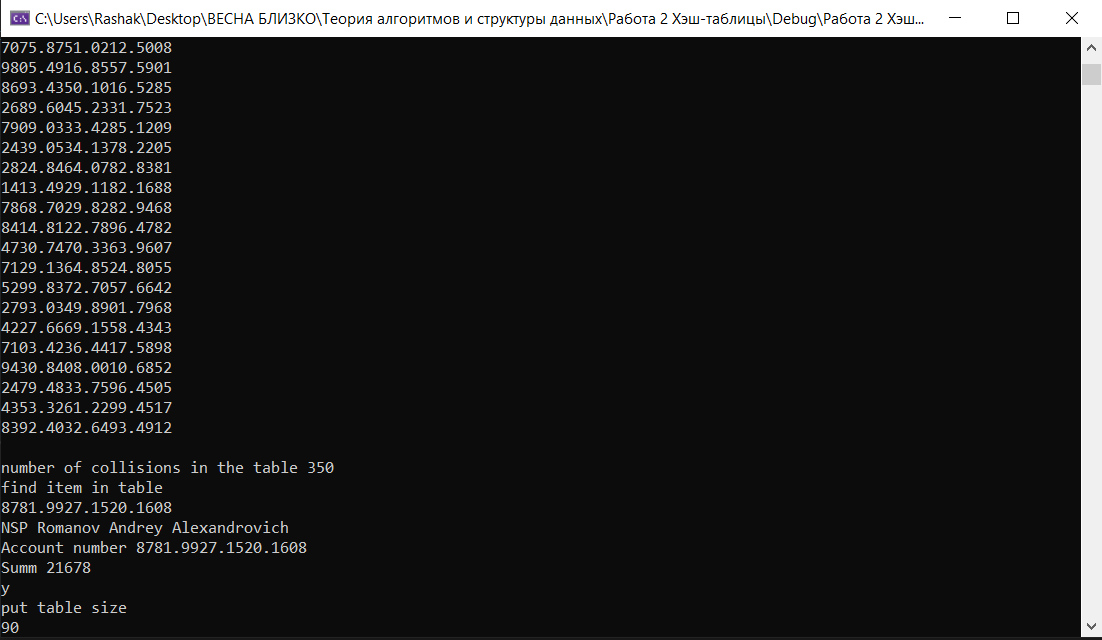 C:\Users\Rashak\Desktop\ВЕСНА БЛИЗКО\Теория алгоритмов и структуры данных\Работа 2 Хэш-таблицы\Debug\Работа 2 Хэш...
7075.8751.0212.5008
9805.4916.8557.5901
8693.4350.1016.5285
2689.6045.2331.7523
7909.0333.4285.1209
2439.0534.1378.2205
2824.8464.0782.8381
1413.4929.1182.1688
7868.7029.8282.9468
8414.8122.7896.4782
4730.7470.3363.9607
7129.1364.8524.8055
5299.8372.7057.6642
2793.0349.8901.7968
4227.6669.1558.4343
7103.4236.4417.5898
9430.8408.0010.6852
2479.4833.7596.4505
4353.3261.2299.4517
8392.4032.6493.4912
number of collisions in the table 350
find item in table
8781.9927.1520.1608
NSP Romanov Andrey Alexandrovich
Account number 8781.9927.1520.1608
Summ 21678
y
put table size
90